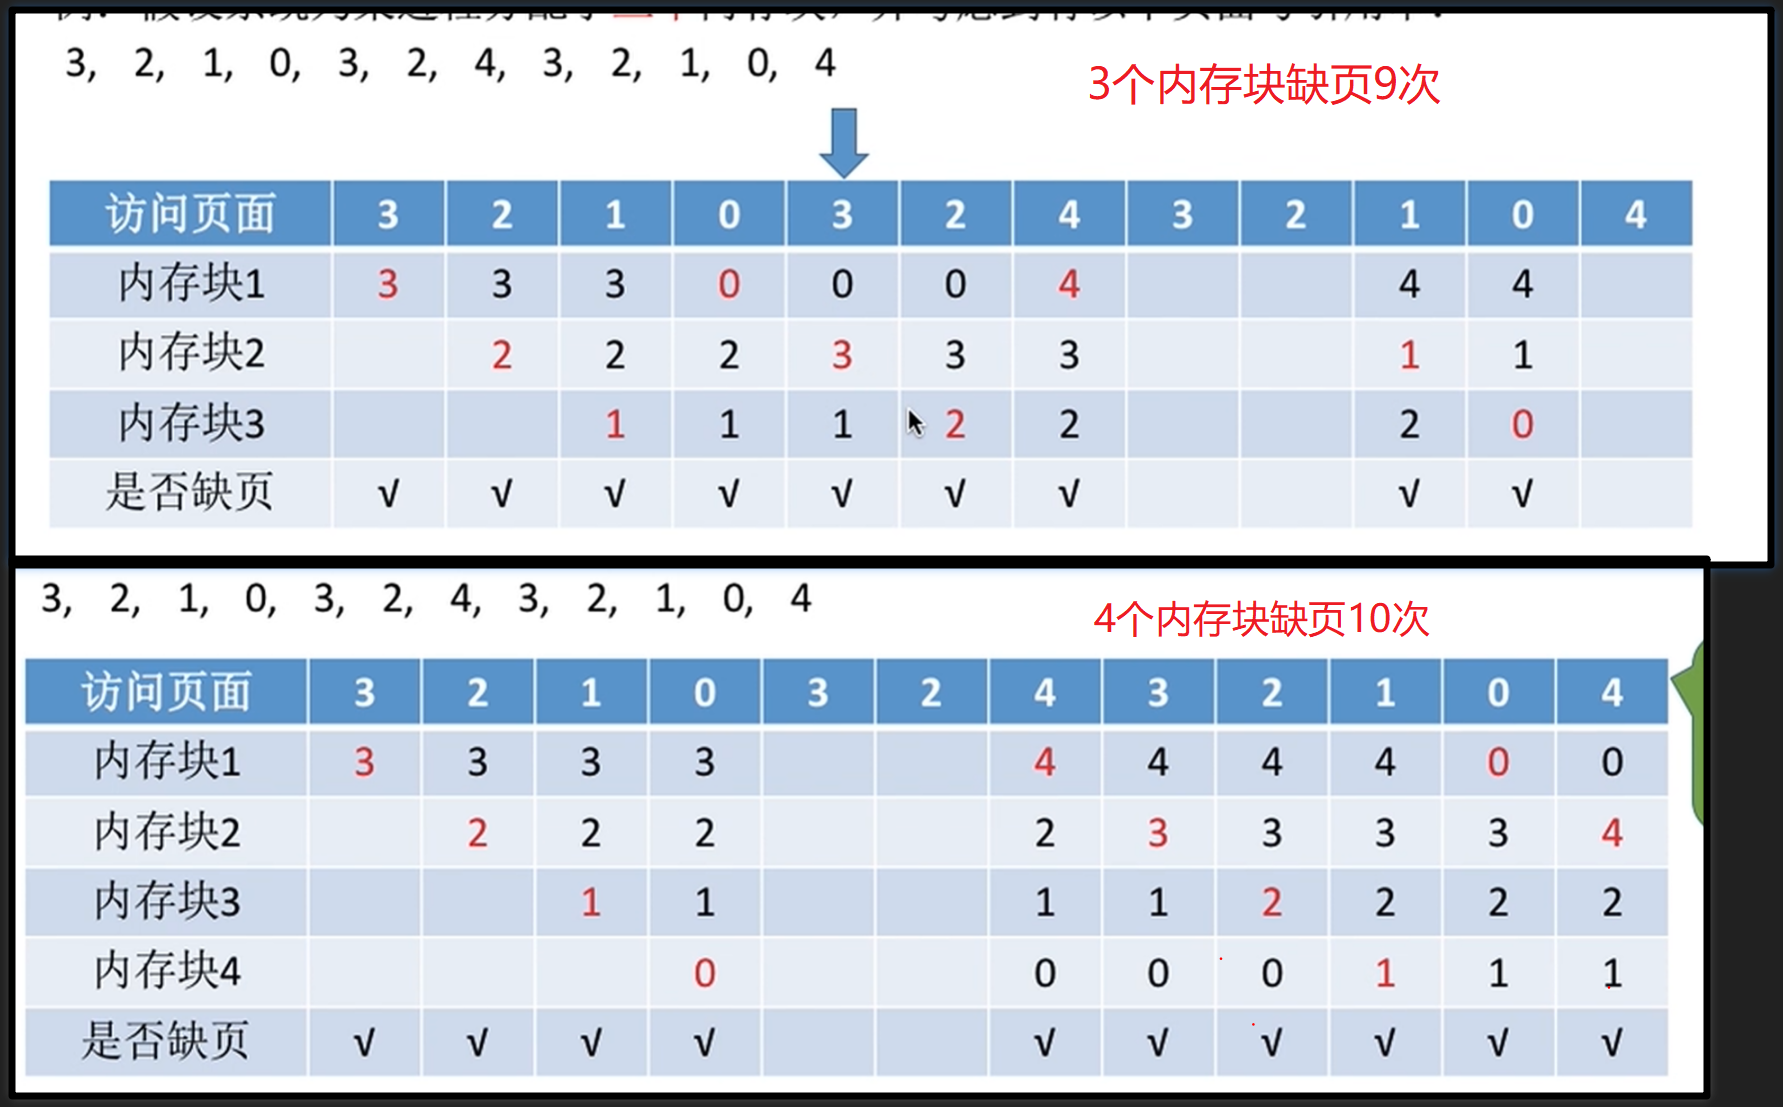 3, 2, 1, 0, 3, 2, 4, 3, 2, 1, 0, 4
3个内存块缺页9次
访问页面 3 2 1 0 3 2 4 3 2 1 0 4
内存块1 3 3 3 0 0 0 4 4 4
内存块2 2 2 2 3 3 3 1 1
内存块3 1 1 1 2 2 2 0
是否缺页 √ √ √ √ √ √ √ √ √
3, 2, 1, 0, 3, 2, 4, 3, 2, 1, 0, 4
4个内存块缺页10次
访问页面 3 2 1 0 3 2 4 3 2 1 0 4
内存块1 3 3 3 3 4 4 4 4 0 0
内存块2 2 2 2 2 3 3 3 3 4
内存块3 1 1 1 1 2 2 2 2
内存块4 0 0 0 0 1 1 1
是否缺页 √ √ √ √ √ √ √ √ √ √